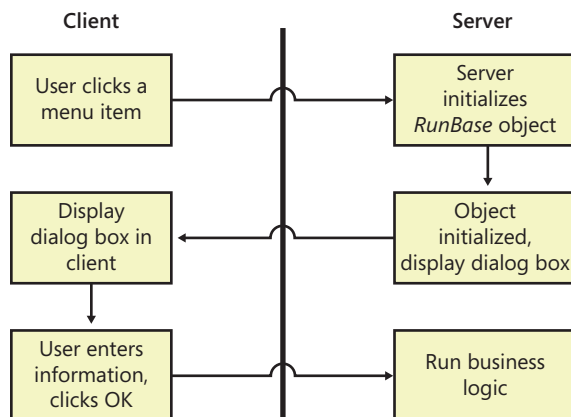 Client
Server
User clicks a
menu item
Server
initializes
RunBase object
Display
dialog box in
client
Object
initialized,
display dialog box
User enters
information,
clicks OK
Run business
logic